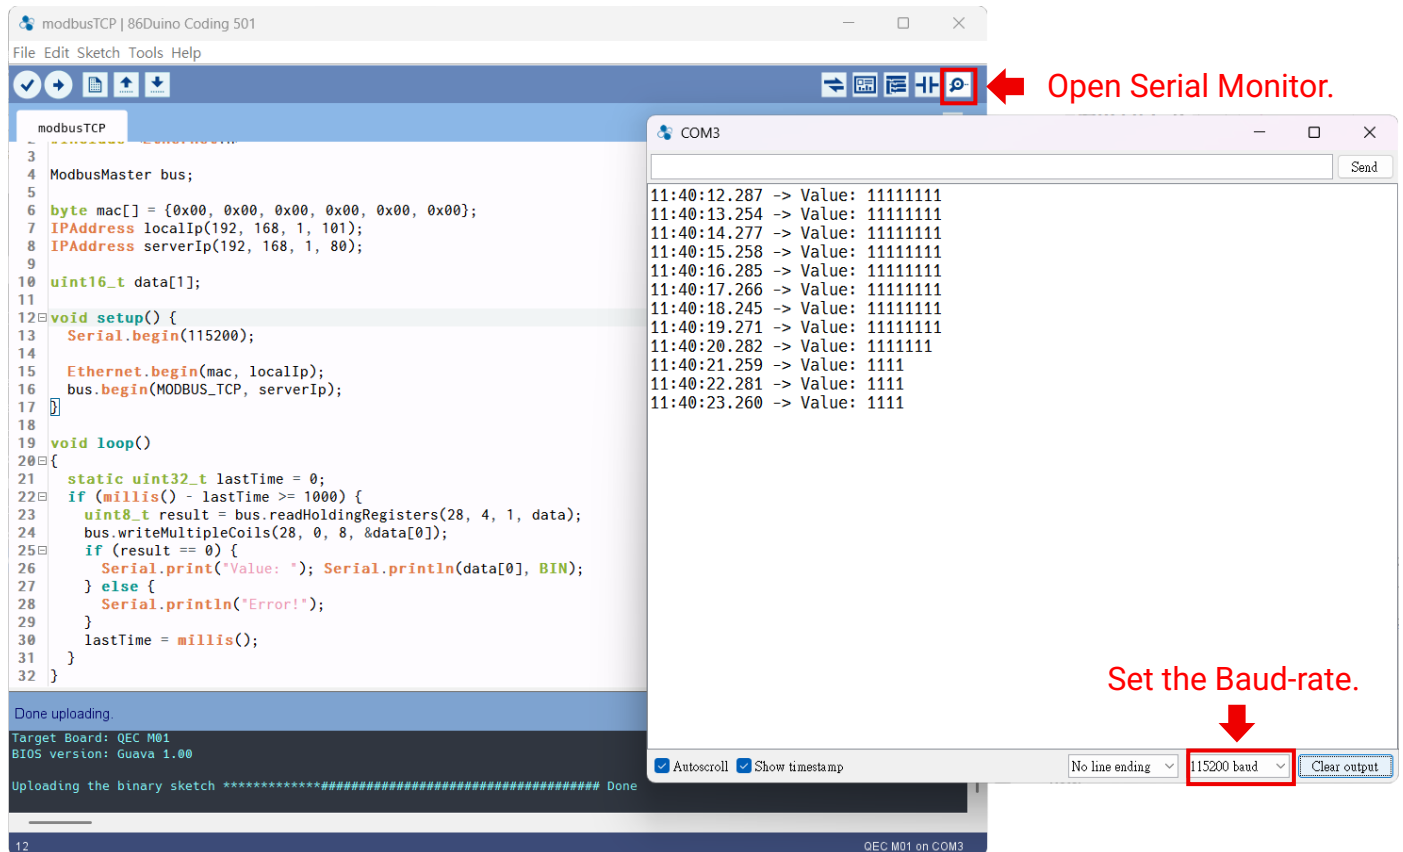 modbusTCP | 86Duino Coding 501
File Edit Sketch Tools Help
Open Serial Monitor.
modbusTCP
3
4 ModbusMaster bus;
5
6 byte mac[] = {0x00, 0x00, 0x00, 0x00, 0x00, 0x00};
7 IPAddress localIp(192, 168, 1, 101);
8 IPAddress serverIp(192, 168, 1, 80);
9
10 uint16_t data[1];
11
12 void setup() {
13 Serial.begin(115200);
14
15 Ethernet.begin(mac, localIp);
16 bus.begin(MODBUS_TCP, serverIp);
17 }
18
19 void loop()
20 {
21 static uint32_t lastTime = 0;
22 if (millis() - lastTime >= 1000) {
23 uint8_t result = bus.readHoldingRegisters(28, 4, 1, data);
24 bus.writeMultipleCoils(28, 0, 8, &data[0]);
25 if (result == 0) {
26 Serial.print("Value: "); Serial.println(data[0], BIN);
27 } else {
28 Serial.println("Error!");
29 }
30 lastTime = millis();
31 }
32 }
Done uploading.
Target Board: QEC M01
BIOS version: Guava 1.00
Uploading the binary sketch *************##################################### Done
12
QEC M01 on COM3
COM3
Send
11:40:12.287 -> Value: 11111111
11:40:13.254 -> Value: 11111111
11:40:14.277 -> Value: 11111111
11:40:15.258 -> Value: 11111111
11:40:16.285 -> Value: 11111111
11:40:17.266 -> Value: 11111111
11:40:18.245 -> Value: 11111111
11:40:19.271 -> Value: 11111111
11:40:20.282 -> Value: 1111111
11:40:21.259 -> Value: 1111
11:40:22.281 -> Value: 1111
11:40:23.260 -> Value: 1111
Set the Baud-rate.
Autoscroll Show timestamp
No line ending
115200 baud
Clear output